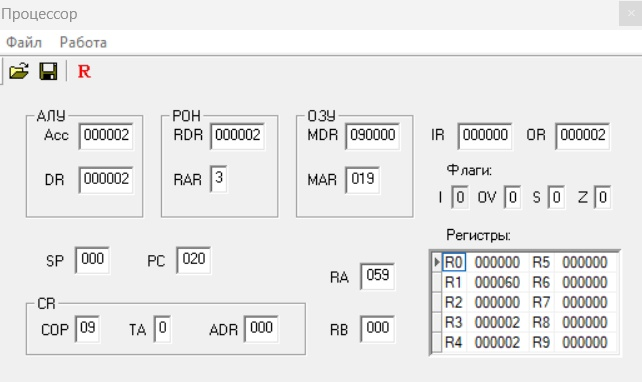 Процессор
Файл Работа
R
АЛУ РОН ОЗУ
Acc 000002 RDR 000002 MDR 090000 IR 000000 OR 000002
DR 000002 RAR 3 MAR 019 Флаги:
I 0 OV 0 S 0 Z 0
Регистры:
SP 000 PC 020 RA 059
R0 000000 R5 000000
R1 000060 R6 000000
R2 000000 R7 000000
R3 000002 R8 000000
R4 000002 R9 000000
CR
COP 09 TA 0 ADR 000 RB 000